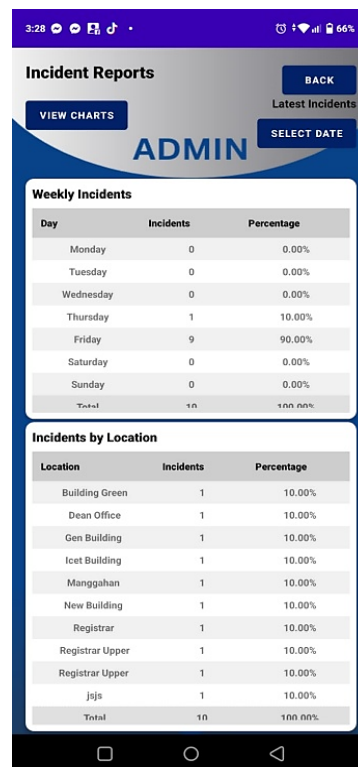 3:28 66%
Incident Reports
BACK
Latest Incidents
VIEW CHARTS
SELECT DATE
ADMIN
Weekly Incidents
Day Incidents Percentage
Monday 0 0.00%
Tuesday 0 0.00%
Wednesday 0 0.00%
Thursday 1 10.00%
Friday 9 90.00%
Saturday 0 0.00%
Sunday 0 0.00%
Total 10 100.00%
Incidents by Location
Location Incidents Percentage
Building Green 1 10.00%
Dean Office 1 10.00%
Gen Building 1 10.00%
Icet Building 1 10.00%
Manggahan 1 10.00%
New Building 1 10.00%
Registrar 1 10.00%
Registrar Upper 1 10.00%
Registrar Upper 1 10.00%
jsjs 1 10.00%
Total 10 100.00%